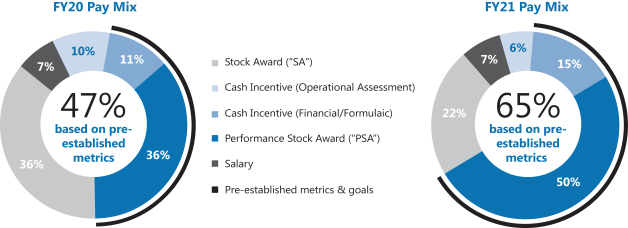 FY20 Pay Mix
10%
11%
7%
47%
based on pre-
established
metrics
36%
36%
Stock Award ("SA")
Cash Incentive (Operational Assessment)
Cash Incentive (Financial/Formulaic)
Performance Stock Award ("PSA")
Salary
Pre-established metrics & goals
FY21 Pay Mix
6%
7%
15%
22%
65%
based on pre-
established
metrics
50%